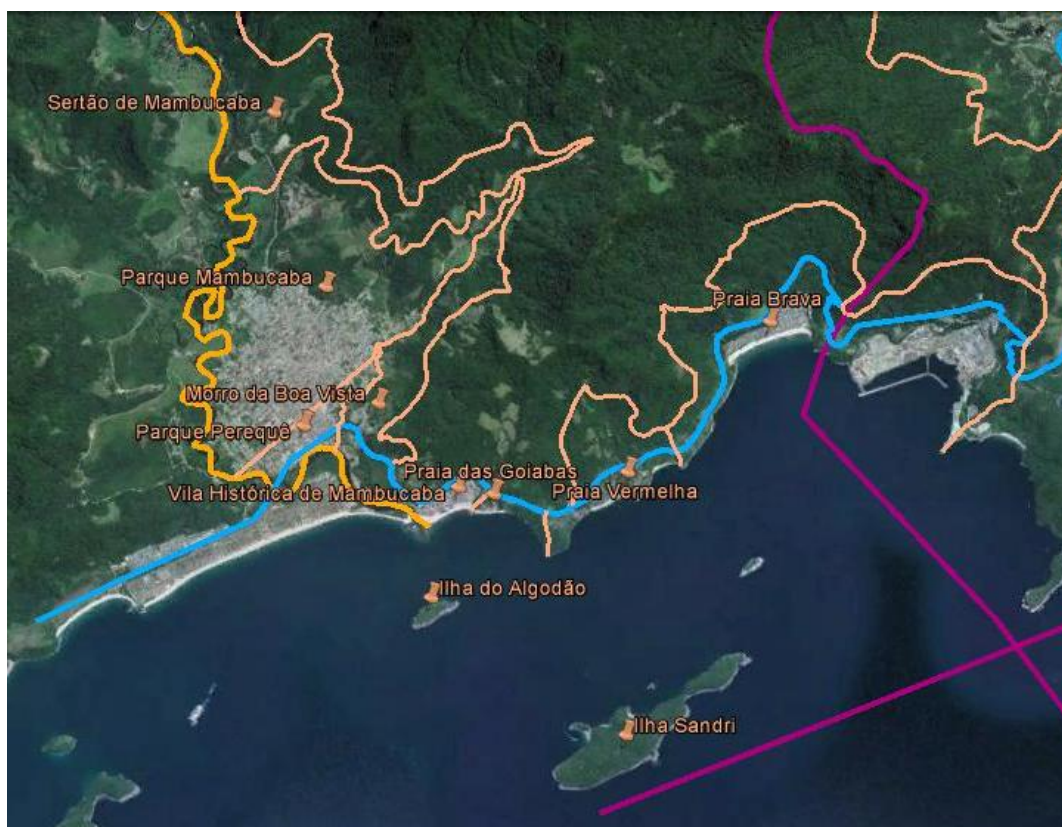 Sertão de Mambucaba
Parque Mambucaba
Praia Brava
Morro da Boa Vista
Parque Perequê
Praia das Goiabas
Vila Histórica de Mambucaba
Praia Vermelha
Ilha do Algodão
Ilha Sandri